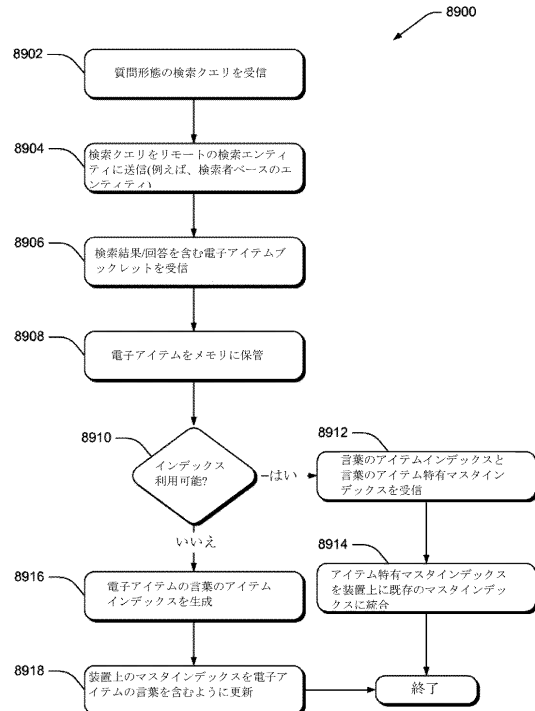 8900
8902
質問形態の検索クエリを受信
8904
検索クエリをリモートの検索エンティ
ティに送信(例えば、検索者ベースのエ
ンティティ)
8906
検索結果/回答を含む電子アイテムブ
ックレットを受信
8908
電子アイテムをメモリに保管
8910
インデックス
利用可能?
はい
いいえ
8912
言葉のアイテムインデックスと
言葉のアイテム特有マスタイン
デックスを受信
8914
アイテム特有マスタインデックス
を装置上に既存のマスタインデッ
クスに統合
8916
電子アイテムの言葉のアイテム
インデックスを生成
8918
装置上のマスタインデックスを電子ア
イテムの言葉を含むように更新
終了